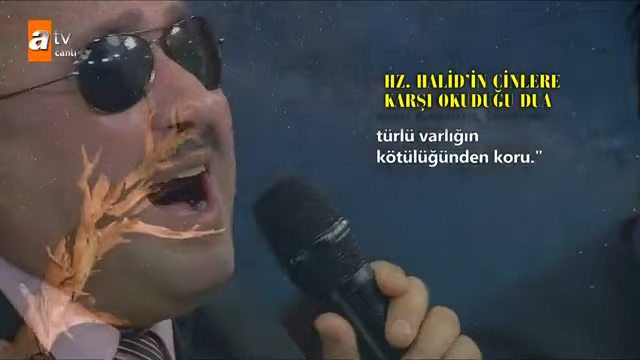 atv
canlı
HZ. HALİD'İN CİNLERE
KARŞI OKUDUĞU DUA
türlü varlığın
kötülüğünden koru."